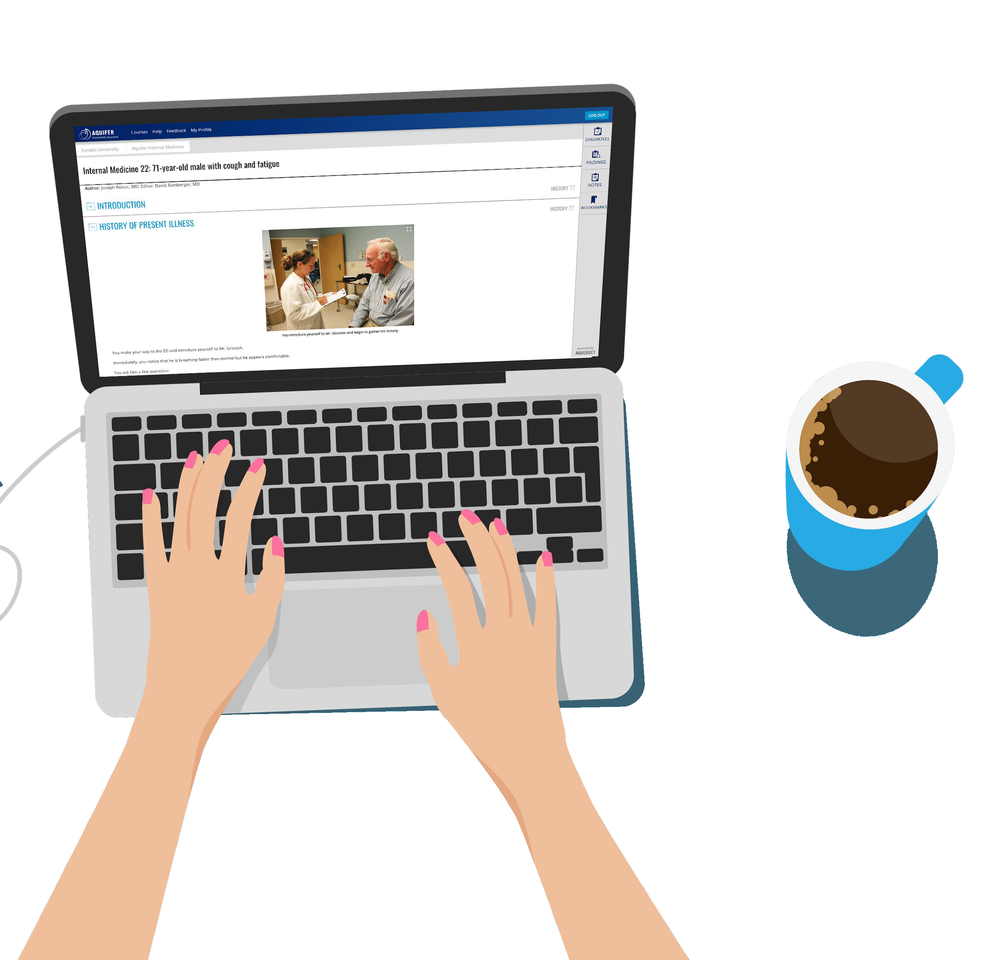 AQUIFER
Powered by Aqueduct
Courses Help Feedback My Profile
LOG OUT
Sample University Aquifer Internal Medicine
Internal Medicine 22: 71-year-old male with cough and fatigue
Author: Joseph Rencic, MD; Editor: David Bamberger, MD
HISTORY
INTRODUCTION
HISTORY
HISTORY OF PRESENT ILLNESS
You introduce yourself to Mr. Groszek and begin to gather his history.
You make your way to the ED and introduce yourself to Mr. Groszek.
Immediately, you notice that he is breathing faster than normal but he appears comfortable.
You ask him a few questions:
DIAGNOSES
FINDINGS
NOTES
BOOKMARKS
powered by
AQUEDUCT